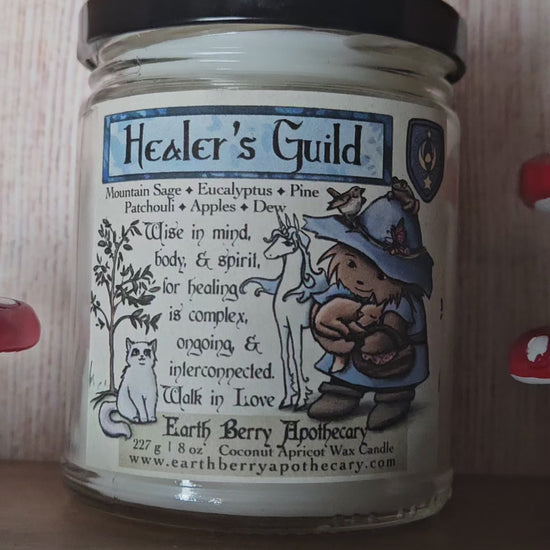 Healer's Guild
Mountain Sage ✦ Eucalyptus ✦ Pine
Patchouli ✦ Apples ✦ Dew
Wise in mind,
body, & spirit,
for healing
is complex,
ongoing, &
interconnected.
Walk in Love
Earth Berry Apothecary
227 g | 8 oz Coconut Apricot Wax Candle
www.earthberryapothecary.com